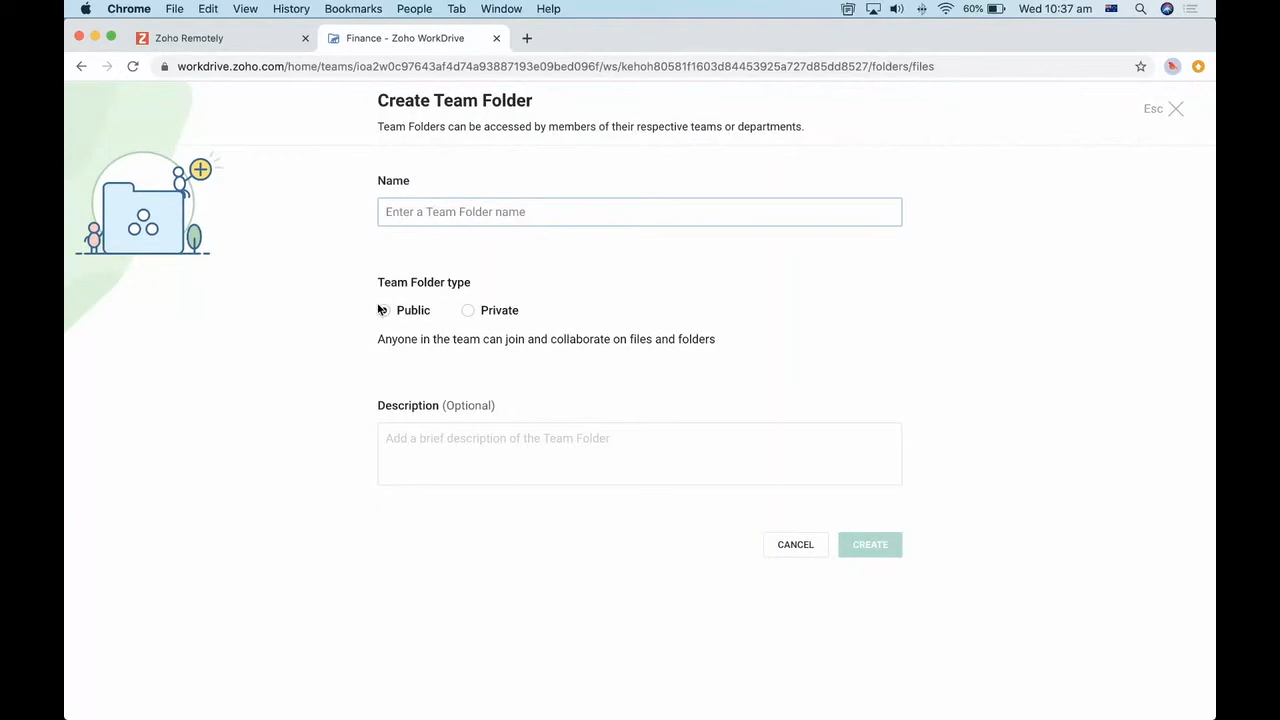 Chrome File Edit View History Bookmarks People Tab Window Help 60% Wed 10:37 am
Zoho Remotely Finance - Zoho WorkDrive
workdrive.zoho.com/home/teams/ioa2w0c97643af4d74a93887193e09bed096f/ws/kehoh80581f1603d84453925a727d85dd8527/folders/files
Create Team Folder
Esc
Team Folders can be accessed by members of their respective teams or departments.
Name
Enter a Team Folder name
Team Folder type
Public Private
Anyone in the team can join and collaborate on files and folders
Description (Optional)
Add a brief description of the Team Folder
CANCEL CREATE